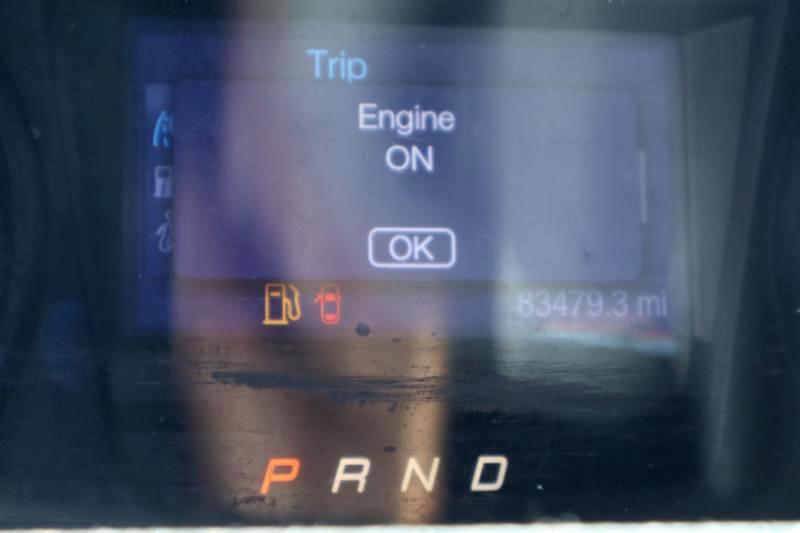 Trip
Engine
ON
OK
83479.3 mi
P R N D